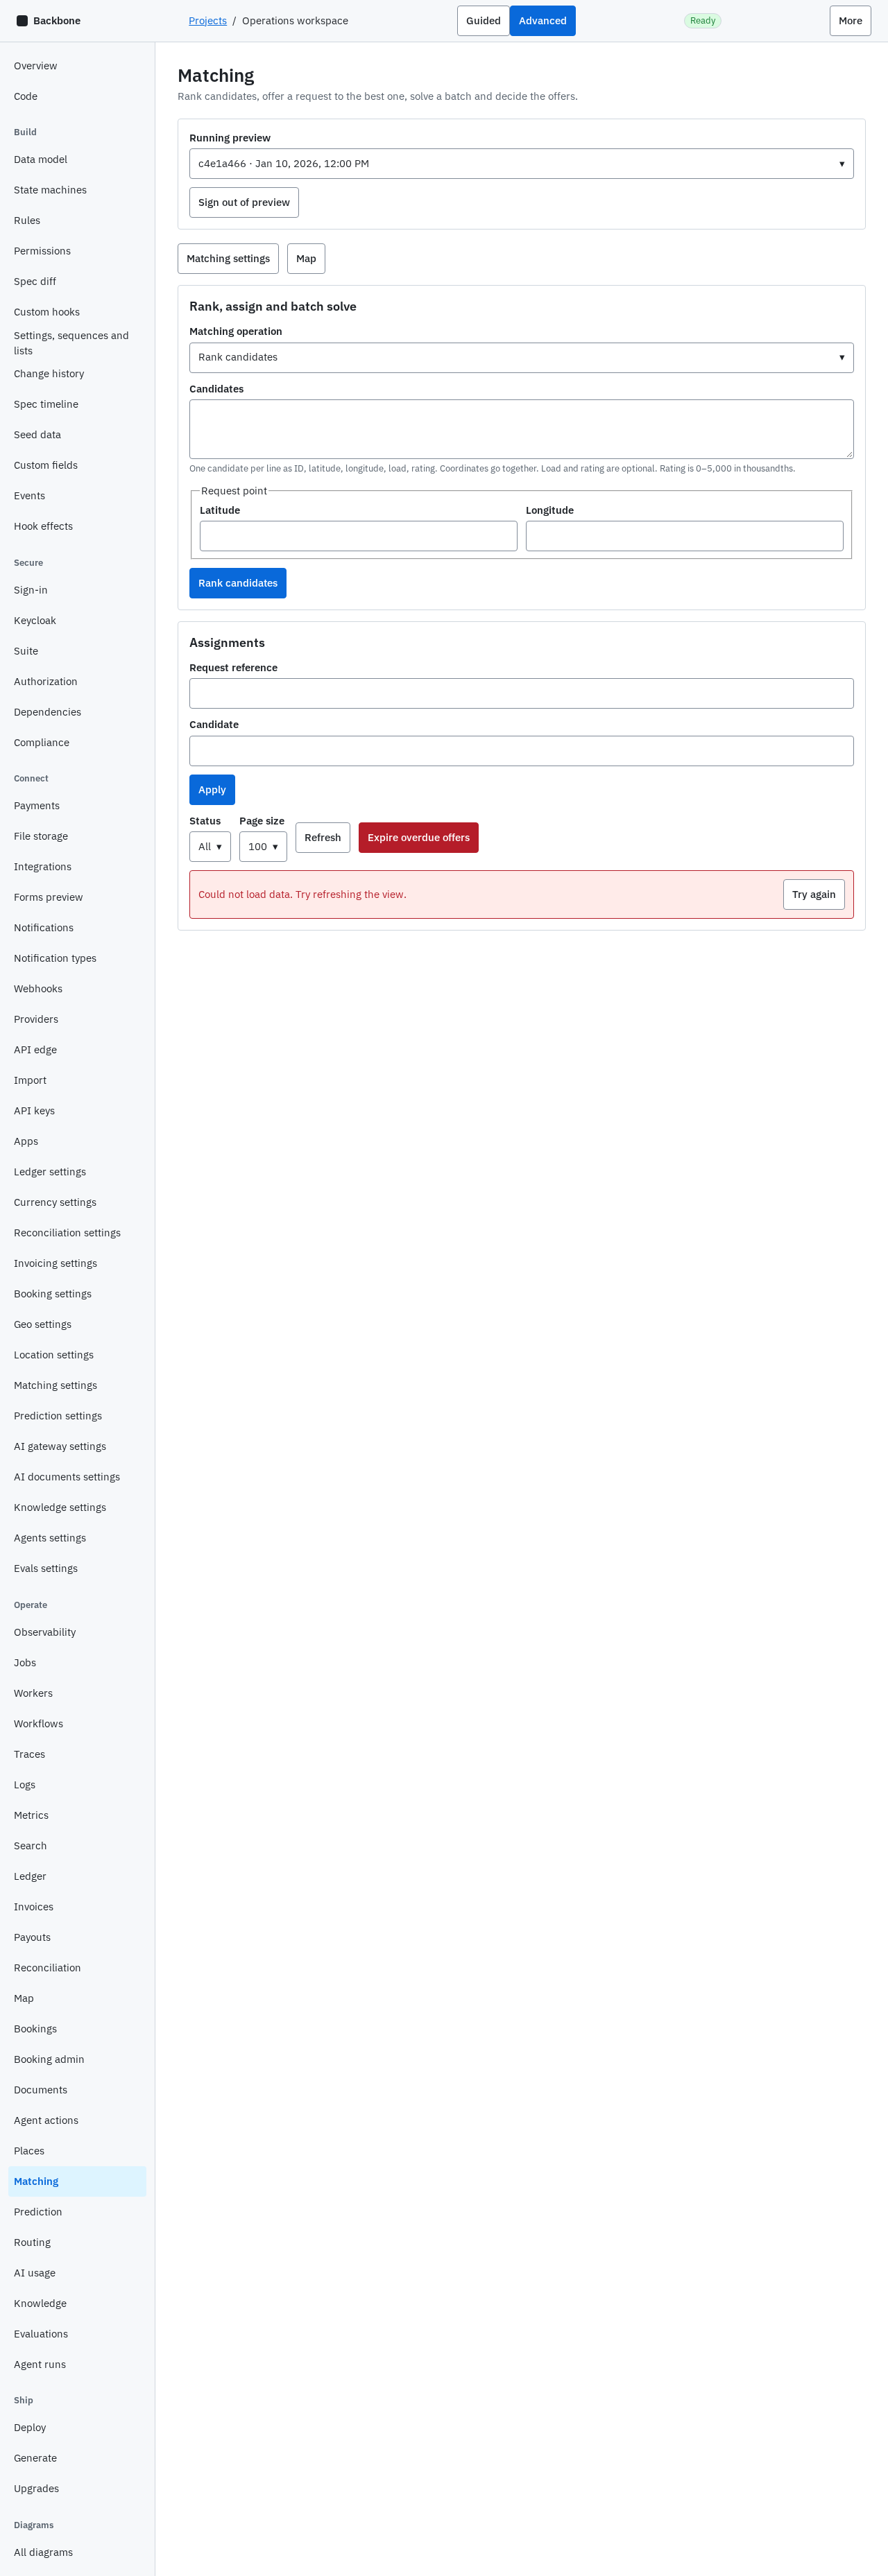 Backbone
Projects / Operations workspace
Guided
Advanced
Ready
More
Overview
Code
Build
Data model
State machines
Rules
Permissions
Spec diff
Custom hooks
Settings, sequences and
lists
Change history
Spec timeline
Seed data
Custom fields
Events
Hook effects
Secure
Sign-in
Keycloak
Suite
Authorization
Dependencies
Compliance
Connect
Payments
File storage
Integrations
Forms preview
Notifications
Notification types
Webhooks
Providers
API edge
Import
API keys
Apps
Ledger settings
Currency settings
Reconciliation settings
Invoicing settings
Booking settings
Geo settings
Location settings
Matching settings
Prediction settings
AI gateway settings
AI documents settings
Knowledge settings
Agents settings
Evals settings
Operate
Observability
Jobs
Workers
Workflows
Traces
Logs
Metrics
Search
Ledger
Invoices
Payouts
Reconciliation
Map
Bookings
Booking admin
Documents
Agent actions
Places
Matching
Prediction
Routing
AI usage
Knowledge
Evaluations
Agent runs
Ship
Deploy
Generate
Upgrades
Diagrams
All diagrams
Matching
Rank candidates, offer a request to the best one, solve a batch and decide the offers.
Running preview
c4e1a466 · Jan 10, 2026, 12:00 PM
Sign out of preview
Matching settings
Map
Rank, assign and batch solve
Matching operation
Rank candidates
Candidates
One candidate per line as ID, latitude, longitude, load, rating. Coordinates go together. Load and rating are optional. Rating is 0–5,000 in thousandths.
Request point
Latitude
Longitude
Rank candidates
Assignments
Request reference
Candidate
Apply
Status
Page size
All
100
Refresh
Expire overdue offers
Could not load data. Try refreshing the view.
Try again